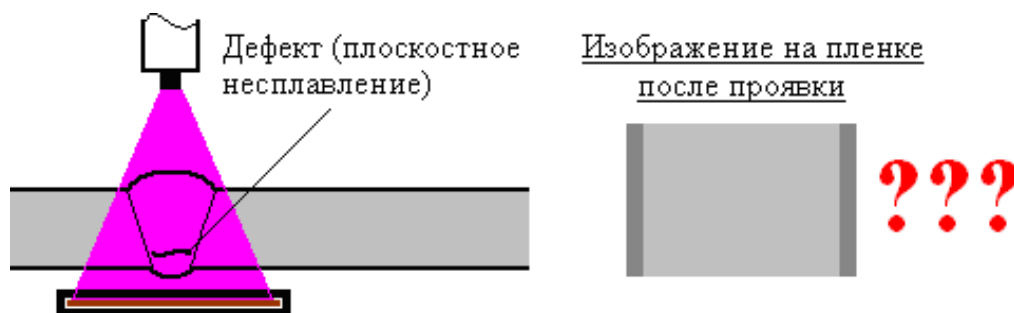 Дефект (плоскостное
несплавление)
Изображение на пленке
после проявки
???